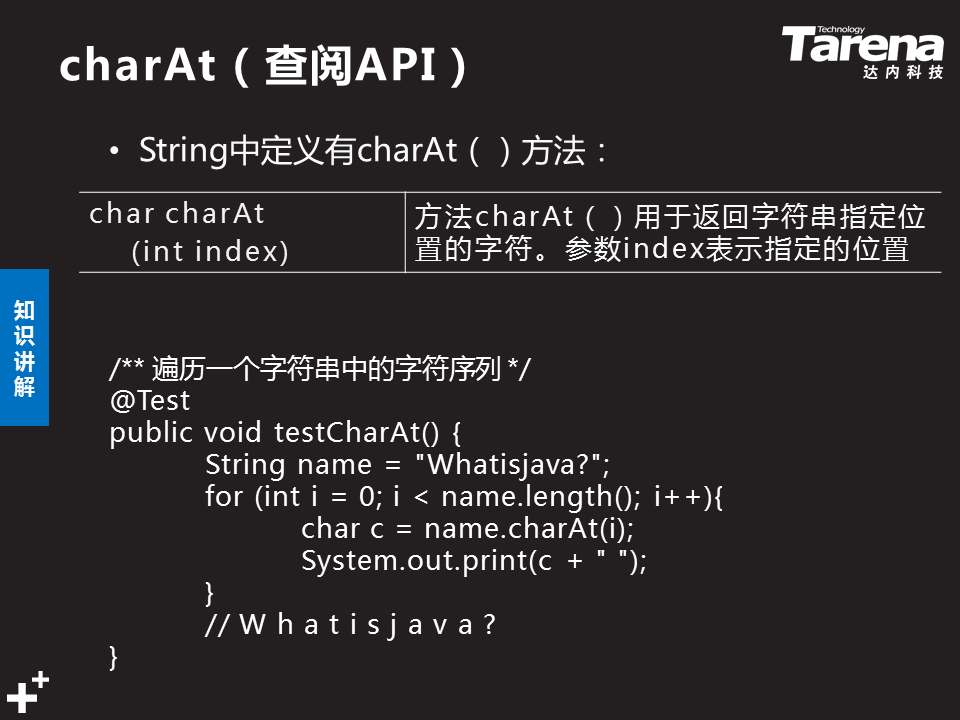 charAt（查阅API）
Technology
Tarena
达内科技
• String中定义有charAt（）方法：
char charAt
(int index)
方法charAt（）用于返回字符串指定位
置的字符。参数index表示指定的位置
知
识
讲
解
/** 遍历一个字符串中的字符序列 */
@Test
public void testCharAt() {
String name = "Whatisjava?";
for (int i = 0; i < name.length(); i++){
char c = name.charAt(i);
System.out.print(c + " ");
}
// W h a t i s j a v a ?
}